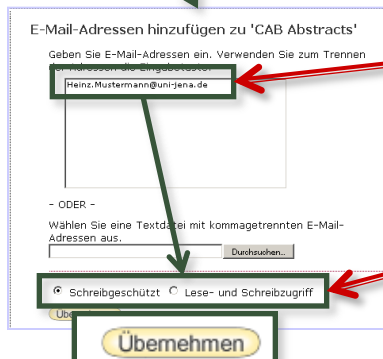 E-Mail-Adressen hinzufügen zu 'CAB Abstracts'
Geben Sie E-Mail-Adressen ein. Verwenden Sie zum Trennen
der Adressen die Eingabetaste.
Heinz.Mustermann@uni-jena.de
- ODER -
Wählen Sie eine Textdatei mit kommagetrennten E-Mail-
Adressen aus.
Durchsuchen...
Schreibgeschützt Lese- und Schreibzugriff
Übernehmen